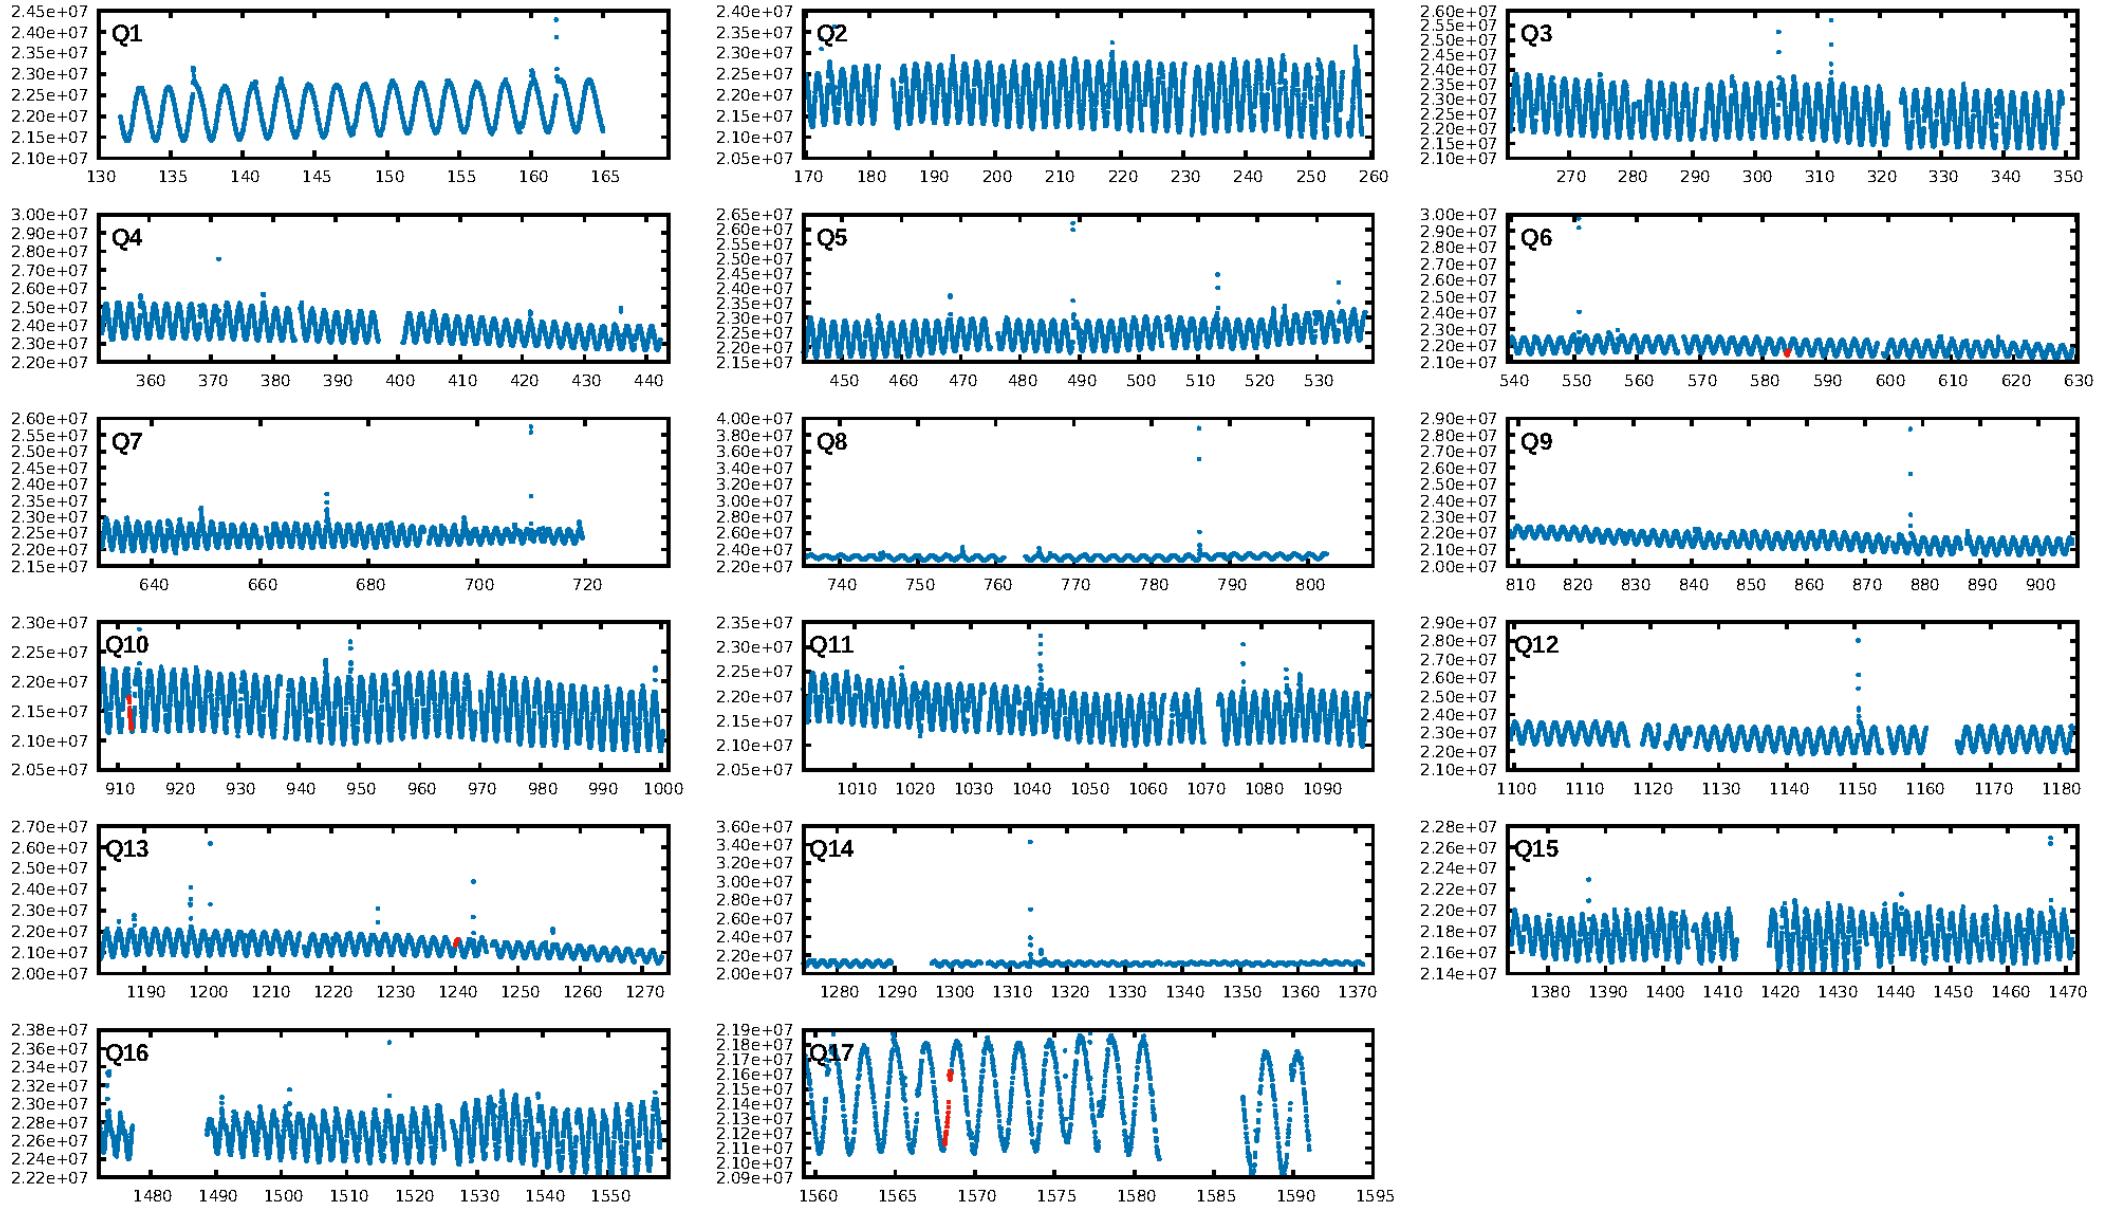 Q1
2.45e+07
2.40e+07
2.35e+07
2.30e+07
2.25e+07
2.20e+07
2.15e+07
2.10e+07
130 135 140 145 150 155 160 165
Q2
2.40e+07
2.35e+07
2.30e+07
2.25e+07
2.20e+07
2.15e+07
2.10e+07
2.05e+07
170 180 190 200 210 220 230 240 250 260
Q3
2.60e+07
2.55e+07
2.50e+07
2.45e+07
2.40e+07
2.35e+07
2.30e+07
2.25e+07
2.20e+07
2.15e+07
2.10e+07
270 280 290 300 310 320 330 340 350
Q4
3.00e+07
2.90e+07
2.80e+07
2.70e+07
2.60e+07
2.50e+07
2.40e+07
2.30e+07
2.20e+07
360 370 380 390 400 410 420 430 440
Q5
2.65e+07
2.60e+07
2.55e+07
2.50e+07
2.45e+07
2.40e+07
2.35e+07
2.30e+07
2.25e+07
2.20e+07
2.15e+07
450 460 470 480 490 500 510 520 530
Q6
3.00e+07
2.90e+07
2.80e+07
2.70e+07
2.60e+07
2.50e+07
2.40e+07
2.30e+07
2.20e+07
2.10e+07
540 550 560 570 580 590 600 610 620 630
Q7
2.60e+07
2.55e+07
2.50e+07
2.45e+07
2.40e+07
2.35e+07
2.30e+07
2.25e+07
2.20e+07
2.15e+07
640 660 680 700 720
Q8
4.00e+07
3.80e+07
3.60e+07
3.40e+07
3.20e+07
3.00e+07
2.80e+07
2.60e+07
2.40e+07
2.20e+07
740 750 760 770 780 790 800
Q9
2.90e+07
2.80e+07
2.70e+07
2.60e+07
2.50e+07
2.40e+07
2.30e+07
2.20e+07
2.10e+07
2.00e+07
810 820 830 840 850 860 870 880 890 900
Q10
2.30e+07
2.25e+07
2.20e+07
2.15e+07
2.10e+07
2.05e+07
910 920 930 940 950 960 970 980 990 1000
Q11
2.35e+07
2.30e+07
2.25e+07
2.20e+07
2.15e+07
2.10e+07
2.05e+07
1010 1020 1030 1040 1050 1060 1070 1080 1090
Q12
2.90e+07
2.80e+07
2.70e+07
2.60e+07
2.50e+07
2.40e+07
2.30e+07
2.20e+07
2.10e+07
1100 1110 1120 1130 1140 1150 1160 1170 1180
Q13
2.70e+07
2.60e+07
2.50e+07
2.40e+07
2.30e+07
2.20e+07
2.10e+07
2.00e+07
1190 1200 1210 1220 1230 1240 1250 1260 1270
Q14
3.60e+07
3.40e+07
3.20e+07
3.00e+07
2.80e+07
2.60e+07
2.40e+07
2.20e+07
2.00e+07
1280 1290 1300 1310 1320 1330 1340 1350 1360 1370
Q15
2.28e+07
2.26e+07
2.24e+07
2.22e+07
2.20e+07
2.18e+07
2.16e+07
2.14e+07
1380 1390 1400 1410 1420 1430 1440 1450 1460 1470
Q16
2.38e+07
2.36e+07
2.34e+07
2.32e+07
2.30e+07
2.28e+07
2.26e+07
2.24e+07
2.22e+07
1480 1490 1500 1510 1520 1530 1540 1550
Q17
2.19e+07
2.18e+07
2.17e+07
2.16e+07
2.15e+07
2.14e+07
2.13e+07
2.12e+07
2.11e+07
2.10e+07
2.09e+07
1560 1565 1570 1575 1580 1585 1590 1595